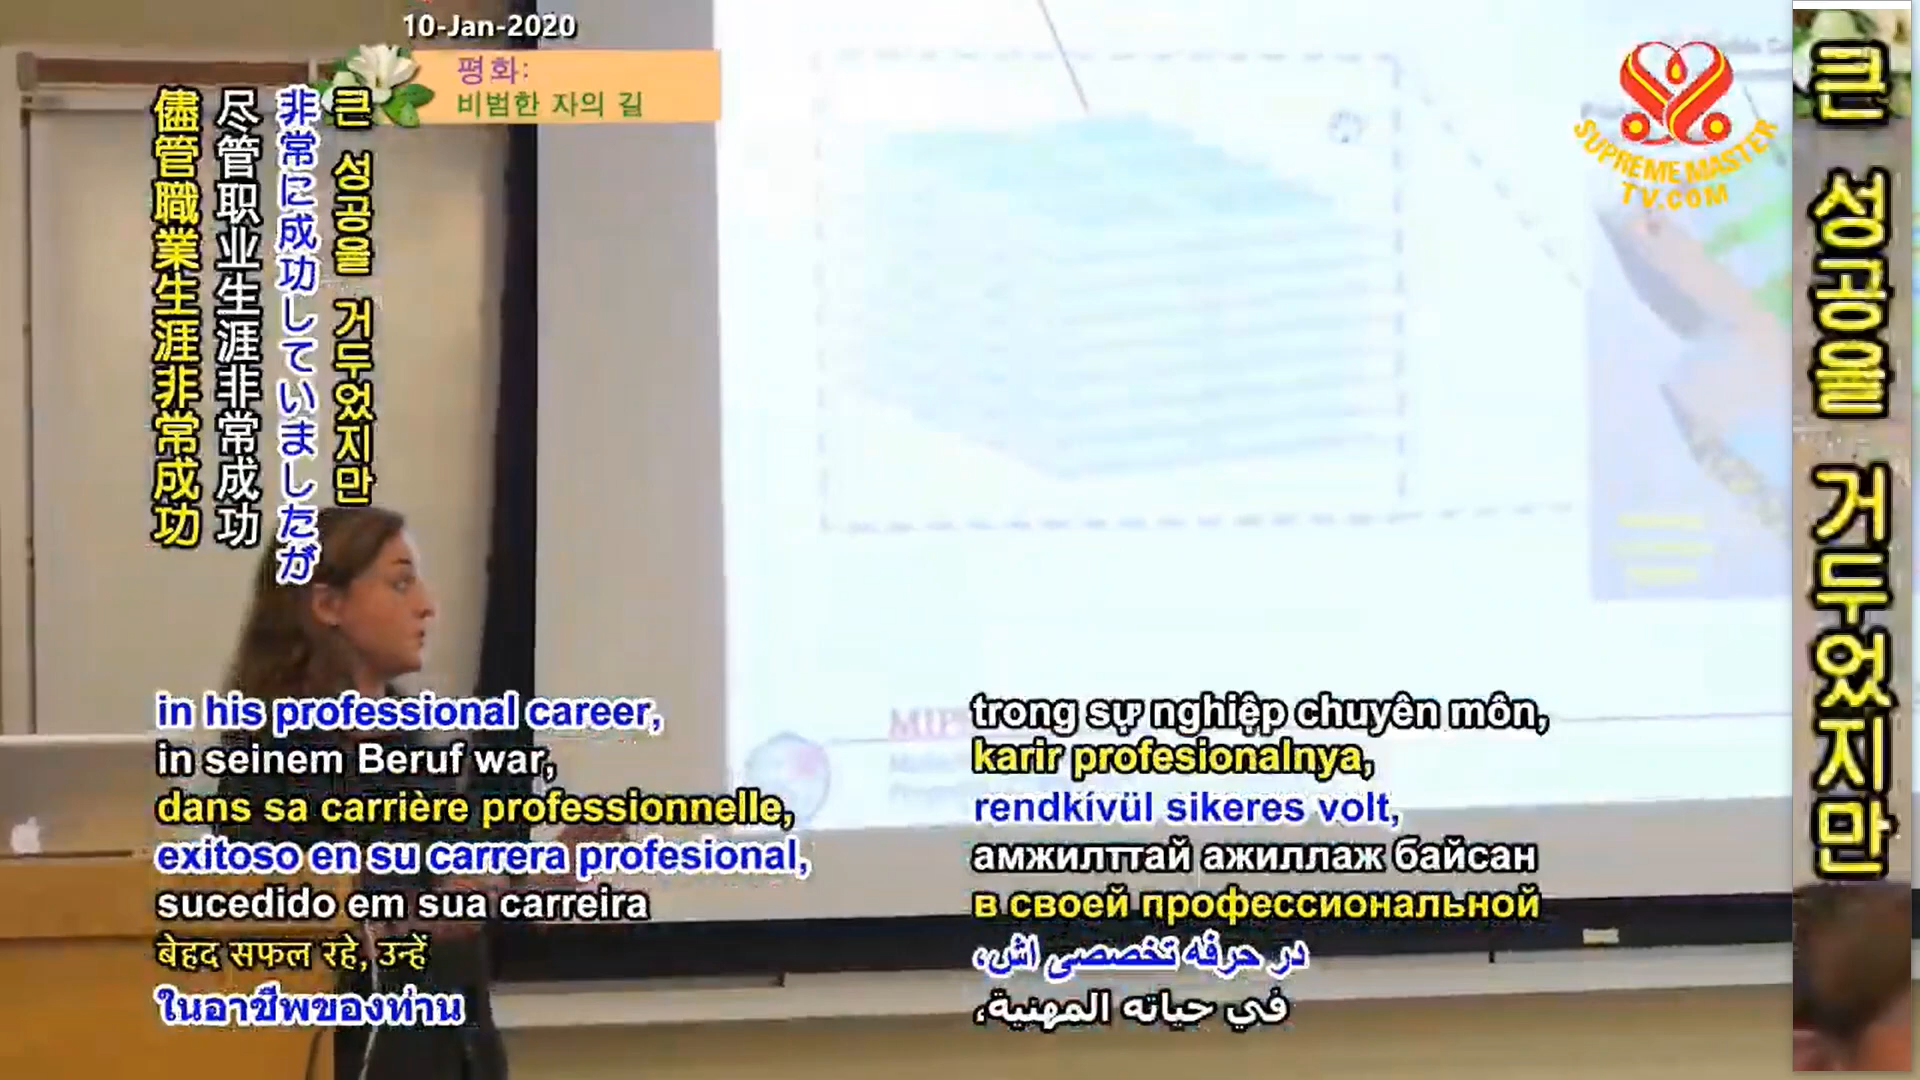 10-Jan-2020
평화:
비범한 자의 길
SUPREME MASTER
TV.COM
큰 성공을 거두었지만
非常に成功していましたが
尽管职业生涯非常成功
儘管職業生涯非常成功
큰 성공을 거두었지만
in his professional career,
in seinem Beruf war,
dans sa carrière professionnelle,
exitoso en su carrera profesional,
sucedido em sua carreira
बेहद सफल रहे, उन्हें
ในอาชีพของท่าน
trong sự nghiệp chuyên môn,
karir profesionalnya,
rendkívül sikeres volt,
амжилттай ажиллаж байсан
в своей профессиональной
در حرفه تخصصی اش،
في حياته المهنية،